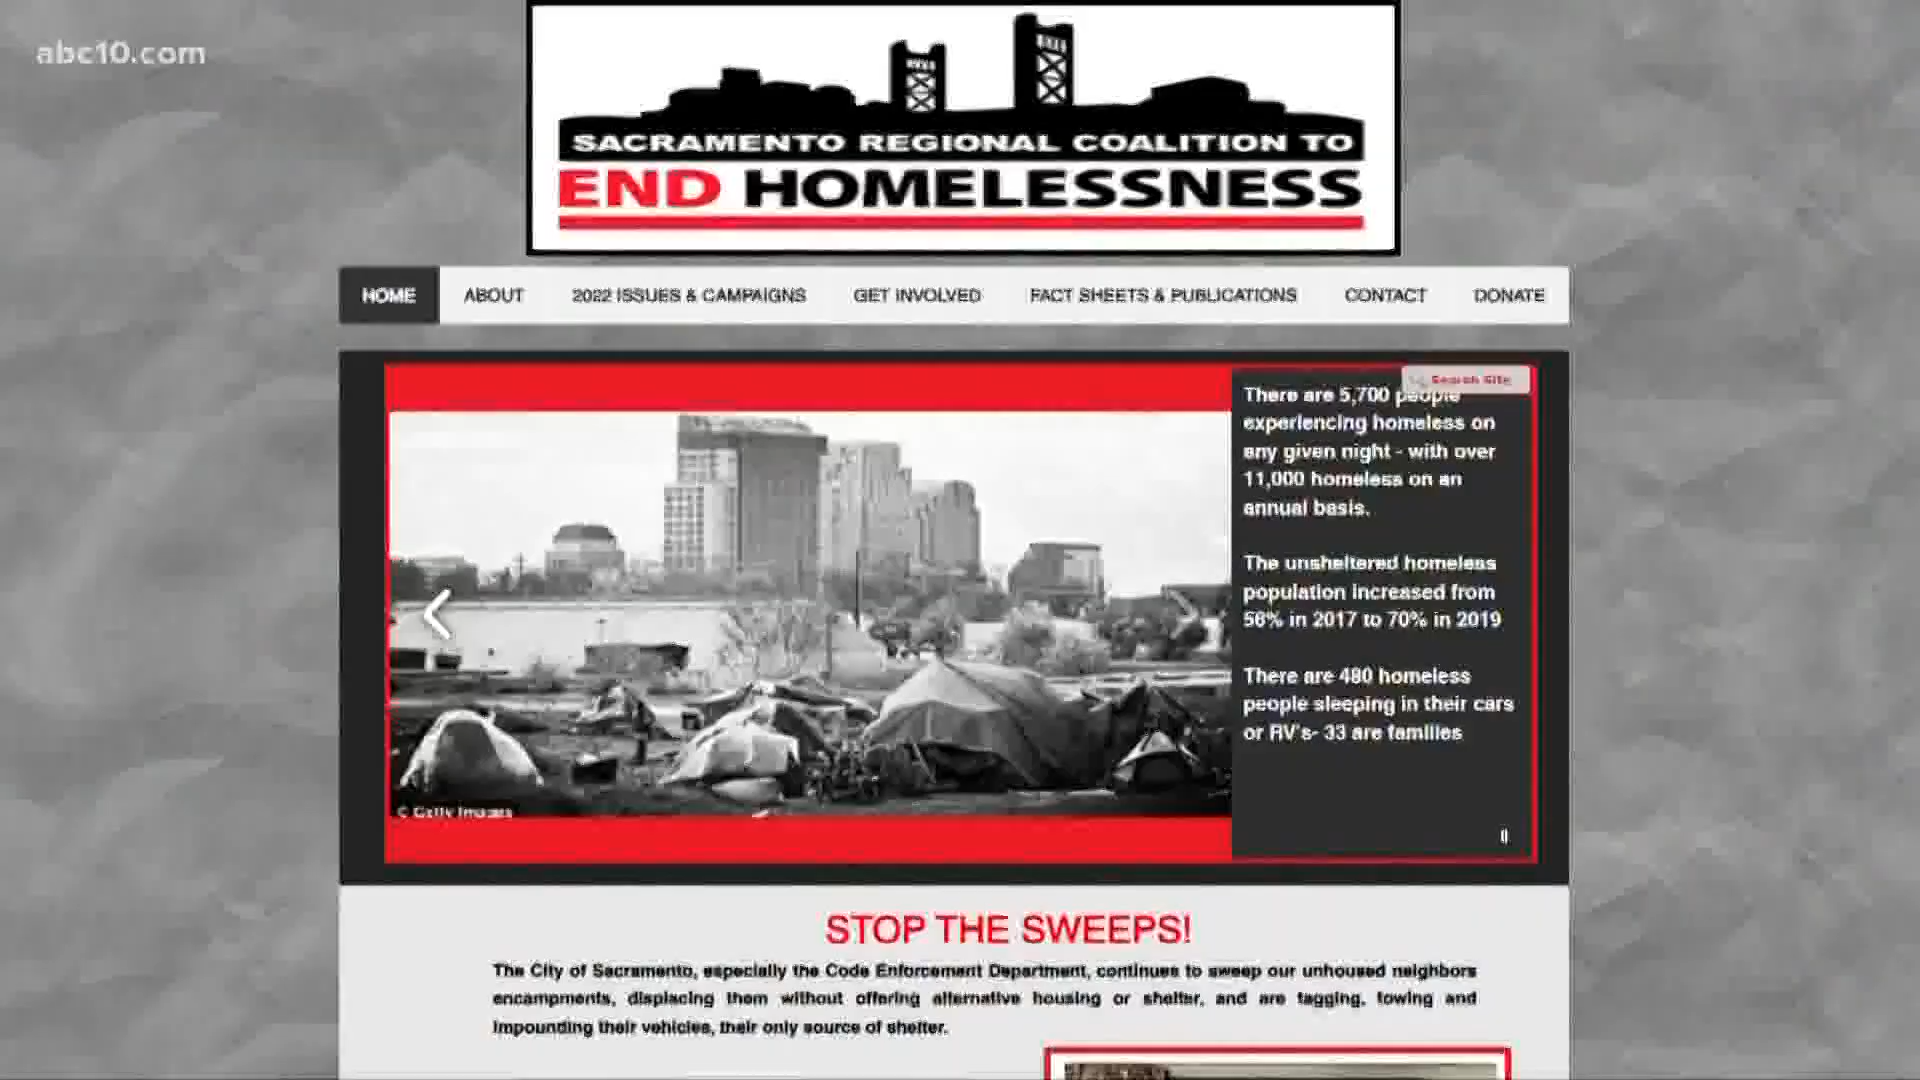 abc10.com
SACRAMENTO REGIONAL COALITION TO
END HOMELESSNESS
HOME ABOUT 2022 ISSUES & CAMPAIGNS GET INVOLVED FACT SHEETS & PUBLICATIONS CONTACT DONATE
Search Site
There are 5,700 people
experiencing homeless on
any given night - with over
11,000 homeless on an
annual basis.
The unsheltered homeless
population increased from
56% in 2017 to 70% in 2019
There are 480 homeless
people sleeping in their cars
or RV's- 33 are families
© Getty Images
STOP THE SWEEPS!
The City of Sacramento, especially the Code Enforcement Department, continues to sweep our unhoused neighbors
encampments, displacing them without offering alternative housing or shelter, and are tagging, towing and
impounding their vehicles, their only source of shelter.